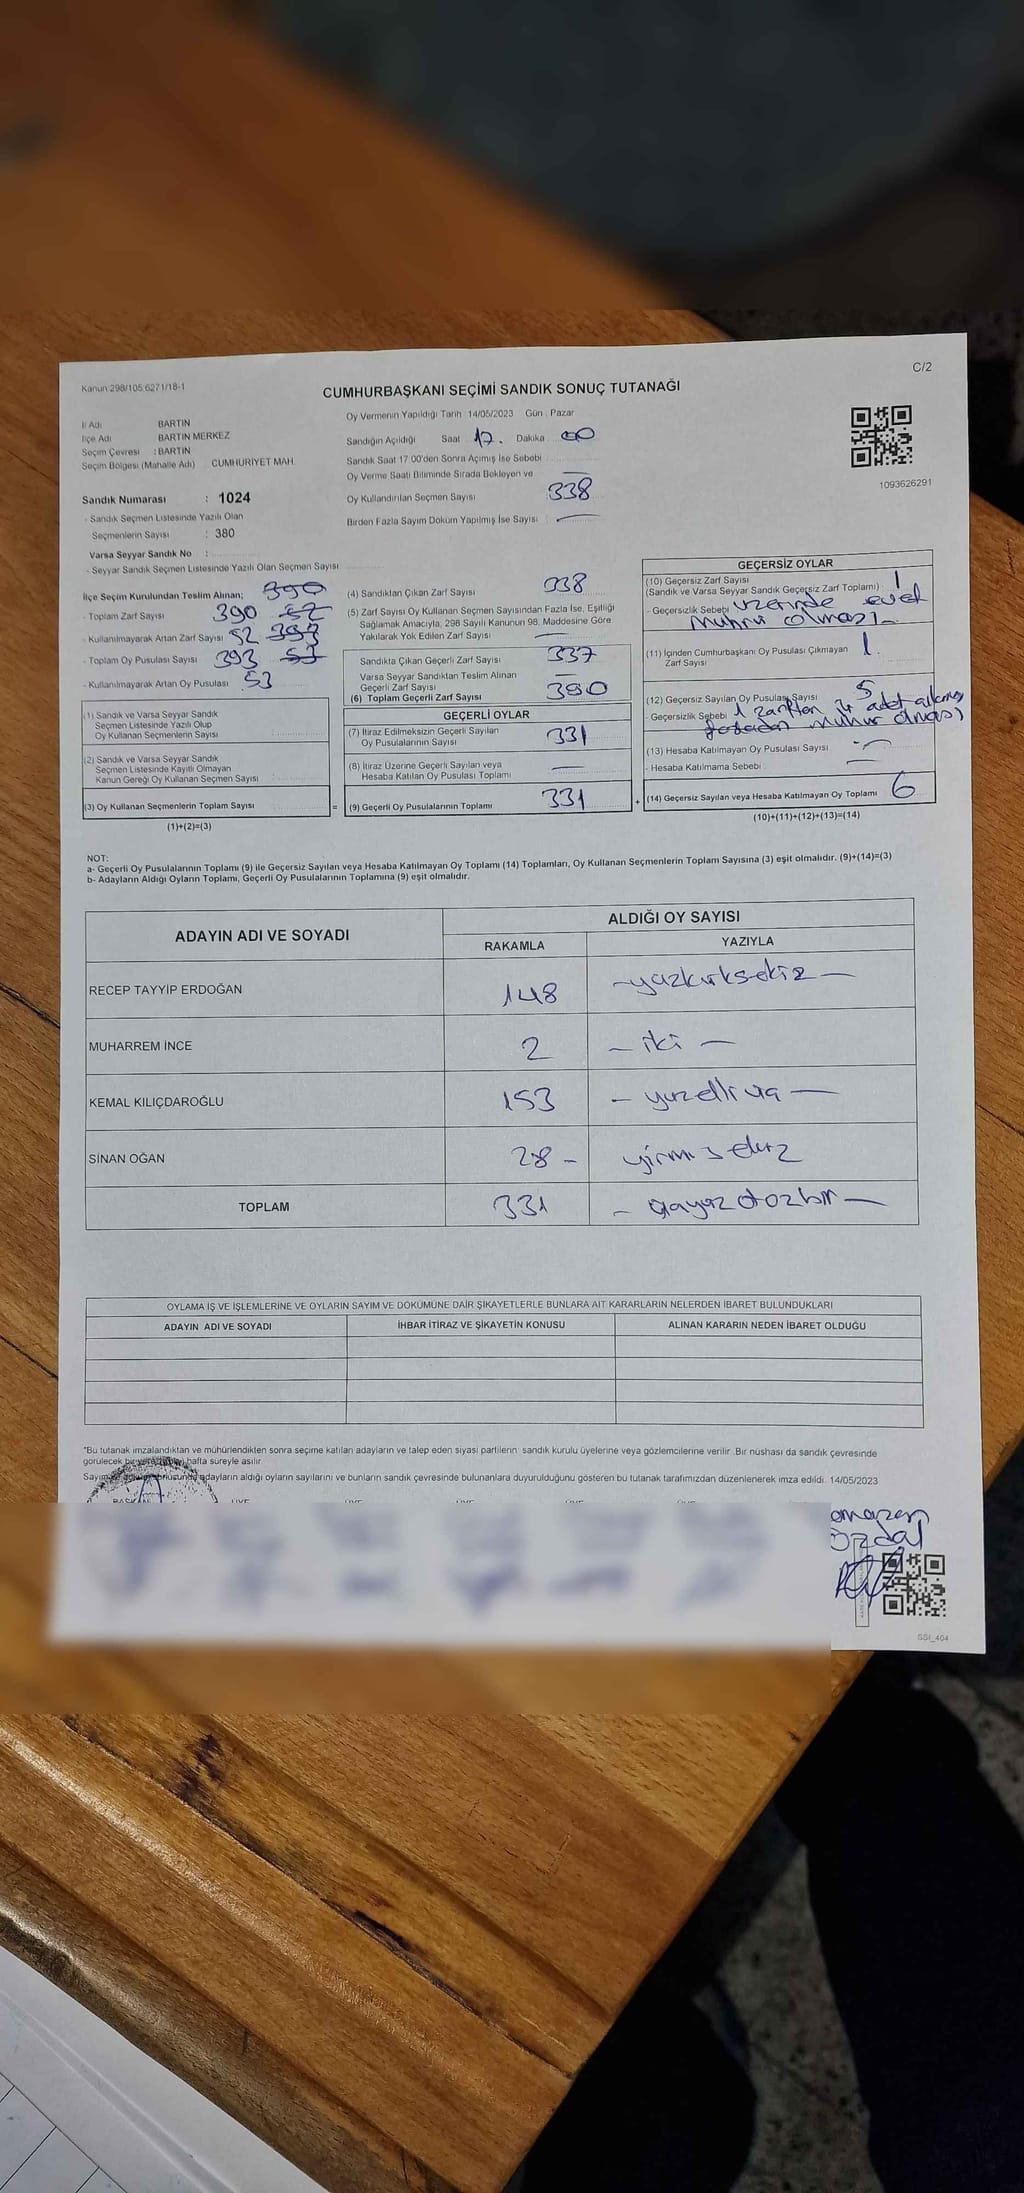 C/2
Kanun 298/105 6271/18-1
CUMHURBAŞKANI SEÇİMİ SANDIK SONUÇ TUTANAĞI
İl Adı BARTIN
İlçe Adı BARTIN MERKEZ
Seçim Çevresi : BARTIN
Seçim Bölgesi (Mahalle Adı) CUMHURİYET MAH.
Sandık Numarası : 1024
- Sandık Seçmen Listesinde Yazılı Olan
Seçmenlerin Sayısı : 380
Varsa Seyyar Sandık No :
- Seyyar Sandık Seçmen Listesinde Yazılı Olan Seçmen Sayısı
Oy Vermenin Yapıldığı Tarih 14/05/2023 Gün : Pazar
Sandığın Açıldığı Saat 17. Dakika 00
Sandık Saat 17:00'den Sonra Açımış İse Sebebi
Oy Verme Saati Bitiminde Sırada Bekleyen ve
Oy Kullandırılan Seçmen Sayısı 338
Birden Fazla Sayım Döküm Yapılmış İse Sayısı : —
1093626291
İlçe Seçim Kurulundan Teslim Alınan; 390
- Toplam Zarf Sayısı 390 52
- Kullanılmayarak Artan Zarf Sayısı 52 393
- Toplam Oy Pusulası Sayısı 393 53
- Kullanılmayarak Artan Oy Pusulası 53
(1) Sandık ve Varsa Seyyar Sandık
Seçmen Listesinde Yazılı Olup
Oy Kullanan Seçmenlerin Sayısı
(2) Sandık ve Varsa Seyyar Sandık
Seçmen Listesinde Kayıtlı Olmayan
Kanun Gereği Oy Kullanan Seçmen Sayısı
(3) Oy Kullanan Seçmenlerin Toplam Sayısı
(1)+(2)=(3)
=
(4) Sandıktan Çıkan Zarf Sayısı 338
(5) Zarf Sayısı Oy Kullanan Seçmen Sayısından Fazla İse, Eşitliği
Sağlamak Amacıyla, 298 Sayılı Kanunun 98. Maddesine Göre
Yakılarak Yok Edilen Zarf Sayısı —
Sandıkta Çıkan Geçerli Zarf Sayısı 337
Varsa Seyyar Sandıktan Teslim Alınan
Geçerli Zarf Sayısı —
(6) Toplam Geçerli Zarf Sayısı 380
GEÇERLİ OYLAR
(7) İtiraz Edilmeksizin Geçerli Sayılan
Oy Pusulalarının Sayısı 331
(8) İtiraz Üzerine Geçerli Sayılan veya
Hesaba Katılan Oy Pusulası Toplamı —
(9) Geçerli Oy Pusulalarının Toplamı 331
+
GEÇERSİZ OYLAR
(10) Geçersiz Zarf Sayısı
(Sandık ve Varsa Seyyar Sandık Geçersiz Zarf Toplamı) 1
- Geçersizlik Sebebi üzerinde evet
mührü olması
(11) İçinden Cumhurbaşkanı Oy Pusulası Çıkmayan 1.
Zarf Sayısı
(12) Geçersiz Sayılan Oy Pusulası Sayısı 5
- Geçersizlik Sebebi 1 zarftan 4 adet
mühür olması
(13) Hesaba Katılmayan Oy Pusulası Sayısı —
- Hesaba Katılmama Sebebi : —
(14) Geçersiz Sayılan veya Hesaba Katılmayan Oy Toplamı 6
(10)+(11)+(12)+(13)=(14)
NOT:
a- Geçerli Oy Pusulalarının Toplamı (9) ile Geçersiz Sayılan veya Hesaba Katılmayan Oy Toplamı (14) Toplamları, Oy Kullanan Seçmenlerin Toplam Sayısına (3) eşit olmalıdır. (9)+(14)=(3)
b- Adayların Aldığı Oyların Toplamı, Geçerli Oy Pusulalarının Toplamına (9) eşit olmalıdır.
ADAYIN ADI VE SOYADI ALDIĞI OY SAYISI
RAKAMLA YAZIYLA
RECEP TAYYİP ERDOĞAN 148 - yüzkırksekiz -
MUHARREM İNCE 2 - iki -
KEMAL KILIÇDAROĞLU 153 - yüzelliüç -
SİNAN OĞAN 28 - yirmisekiz
TOPLAM 331 - üçyüzotuzbir -
OYLAMA İŞ VE İŞLEMLERİNE VE OYLARIN SAYIM VE DÖKÜMÜNE DAİR ŞİKAYETLERLE BUNLARA AİT KARARLARIN NELERDEN İBARET BULUNDUKLARI
ADAYIN ADI VE SOYADI İHBAR İTİRAZ VE ŞİKAYETİN KONUSU ALINAN KARARIN NEDEN İBARET OLDUĞU
*Bu tutanak imzalandıktan ve mühürlendikten sonra seçime katılan adayların ve talep eden siyasi partilerin sandık kurulu üyelerine veya gözlemcilerine verilir. Bir nüshası da sandık çevresinde
görülecek bir yere hafta süreyle asılır.
Sayım adayların aldığı oyların sayılarını ve bunların sandık çevresinde bulunanlara duyurulduğunu gösteren bu tutanak tarafımızdan düzenlenerek imza edildi. 14/05/2023
BAŞKAN ÜYE ÜYE ÜYE ÜYE ÜYE
Özdal
SSI_404